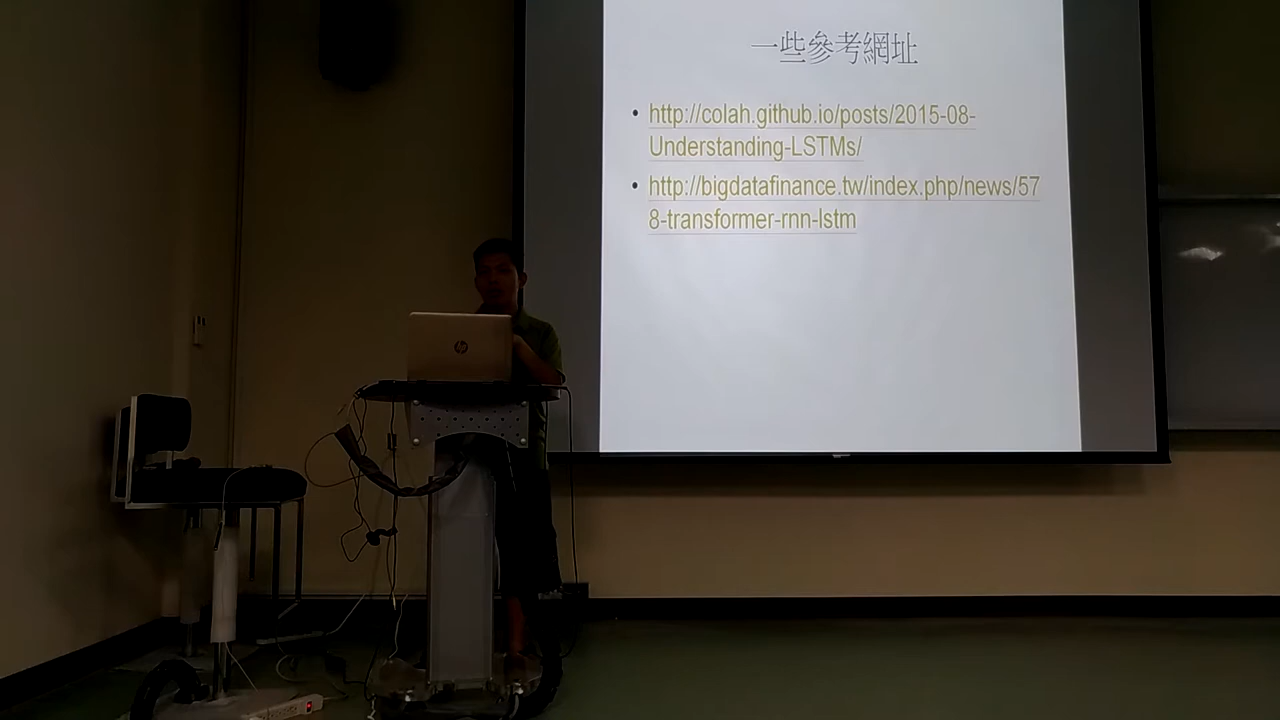 一些參考網址
• http://colah.github.io/posts/2015-08-
Understanding-LSTMs/
• http://bigdatafinance.tw/index.php/news/57
8-transformer-rnn-lstm
hp